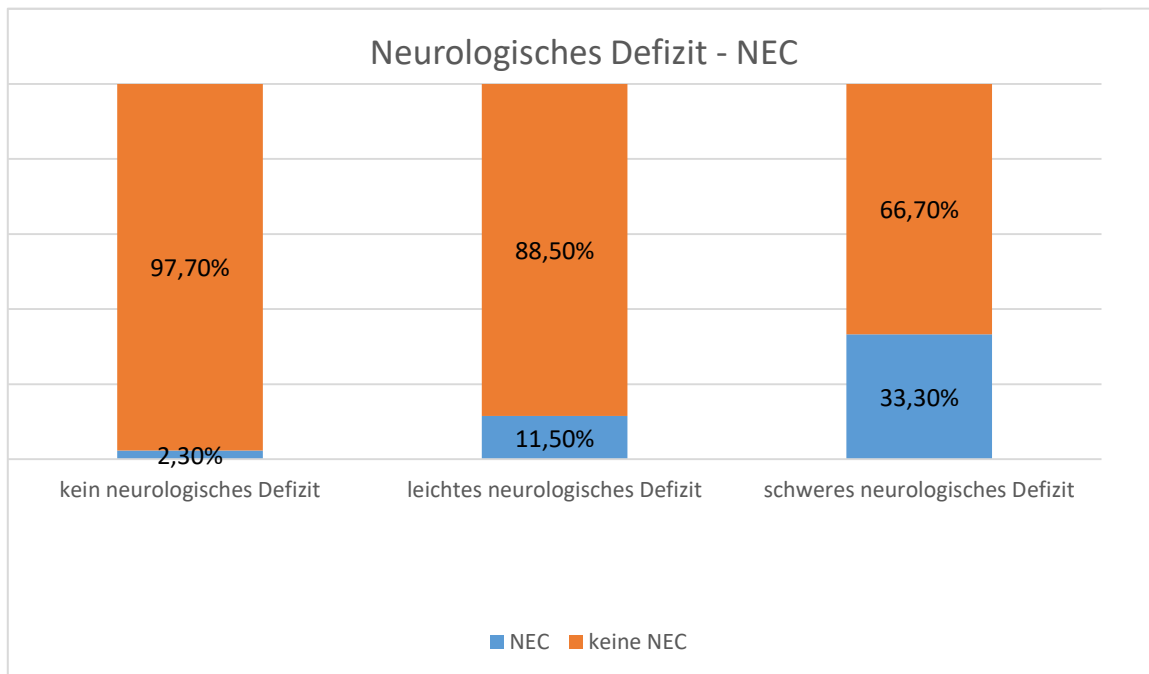 Neurologisches Defizit - NEC
66,70%
97,70%
88,50%
33,30%
11,50%
2,30%
kein neurologisches Defizit
leichtes neurologisches Defizit
schweres neurologisches Defizit
NEC
keine NEC